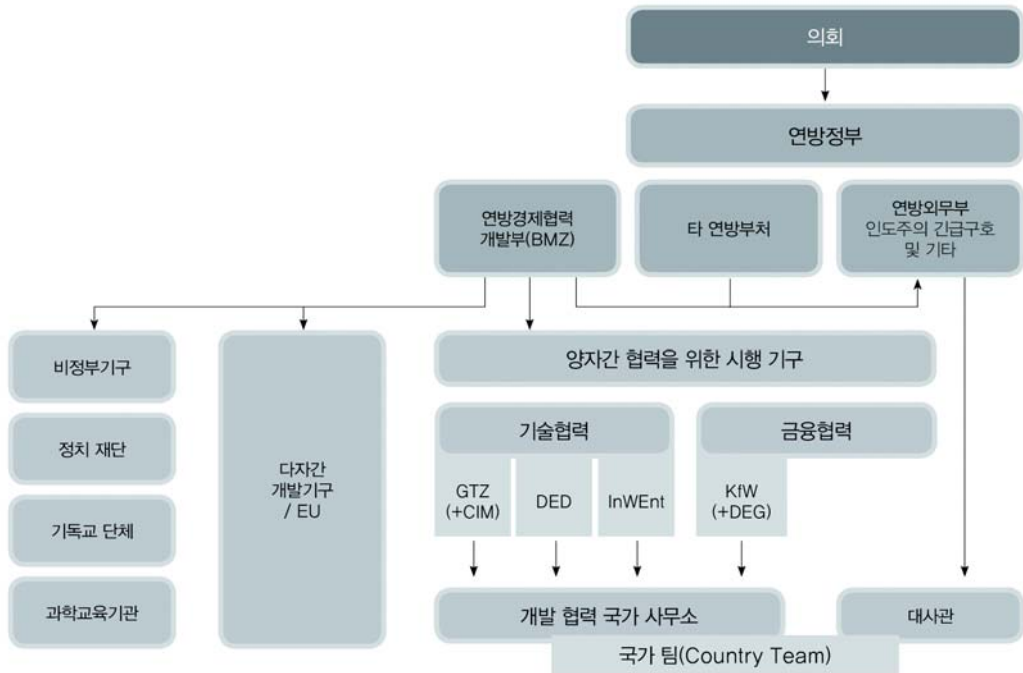 의회
연방정부
연방경제협력
개발부(BMZ)
타 연방부처
연방외무부
인도주의 긴급구호
및 기타
비정부기구
정치 재단
기독교 단체
과학교육기관
다자간
개발기구
/ EU
양자간 협력을 위한 시행 기구
기술협력
금융협력
GTZ
(+CIM)
DED
InWEnt
KfW
(+DEG)
개발 협력 국가 사무소
대사관
국가 팀(Country Team)